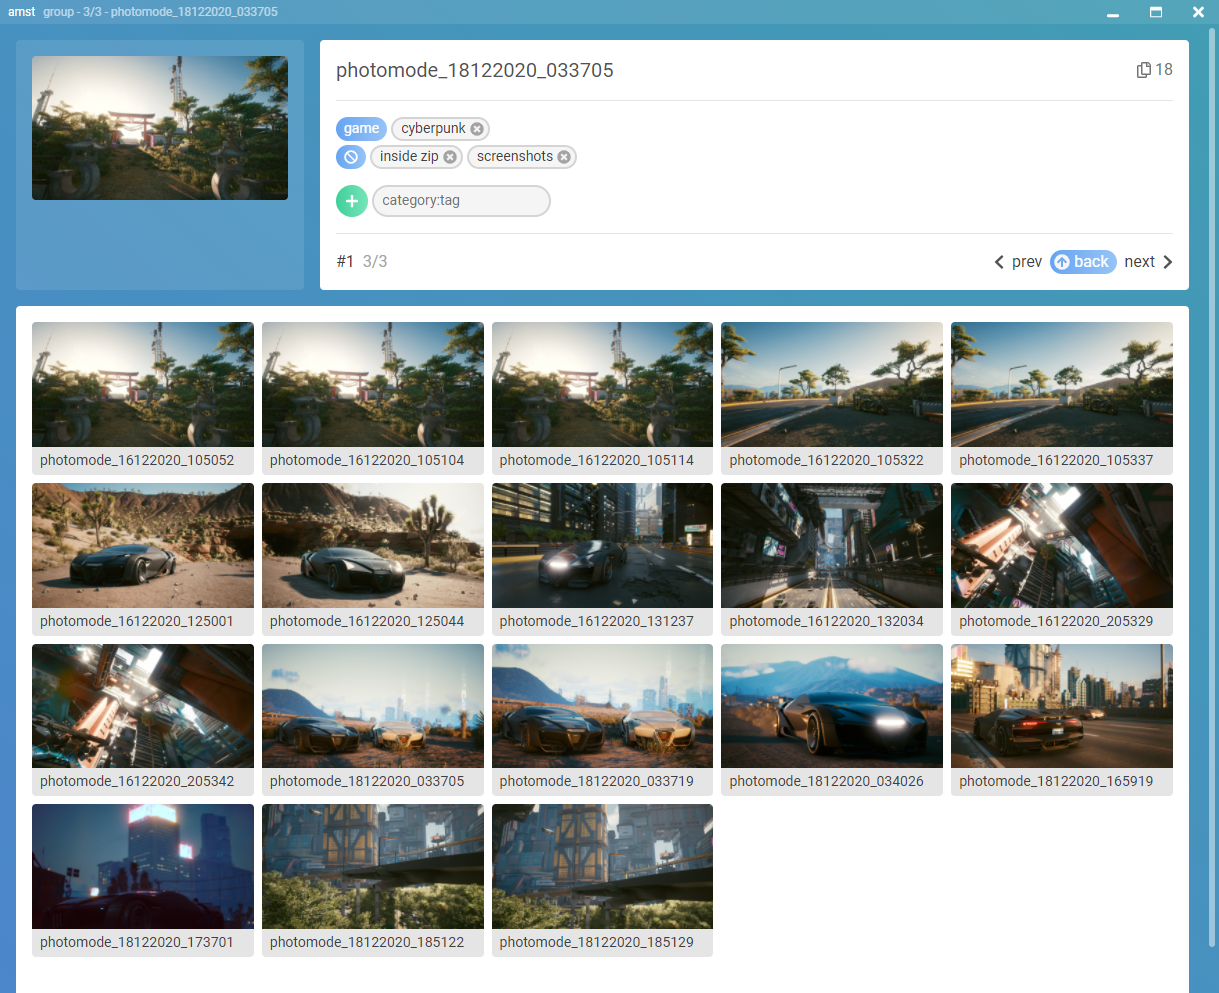 amst group - 3/3 - photomode_18122020_033705
photomode_18122020_033705
18
game cyberpunk
inside zip screenshots
category:tag
#1 3/3
prev back next
photomode_16122020_105052
photomode_16122020_105104
photomode_16122020_105114
photomode_16122020_105322
photomode_16122020_105337
photomode_16122020_125001
photomode_16122020_125044
photomode_16122020_131237
photomode_16122020_132034
photomode_16122020_205329
photomode_16122020_205342
photomode_18122020_033705
photomode_18122020_033719
photomode_18122020_034026
photomode_18122020_165919
photomode_18122020_173701
photomode_18122020_185122
photomode_18122020_185129